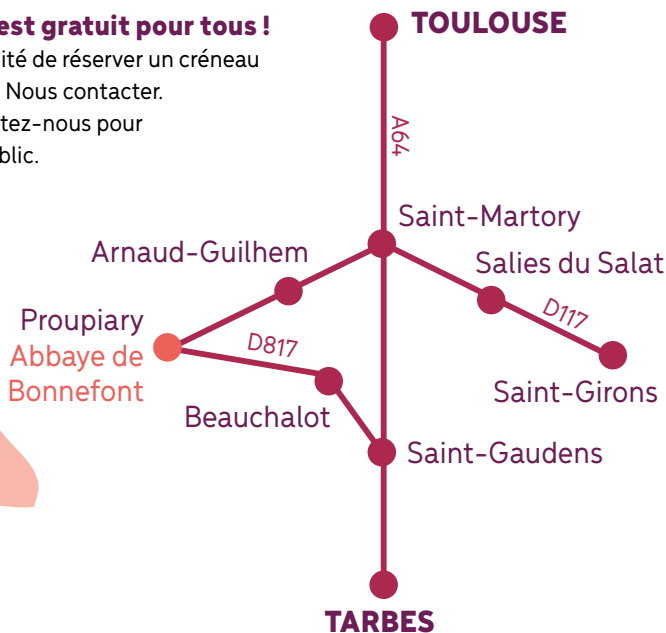 est gratuit pour tous !
ité de réserver un créneau
Nous contacter.
tez-nous pour
blic.
TOULOUSE
A64
Saint-Martory
Arnaud-Guilhem
Salies du Salat
D117
Proupiary
Abbaye de
Bonnefont
D817
Saint-Girons
Beauchalot
Saint-Gaudens
TARBES